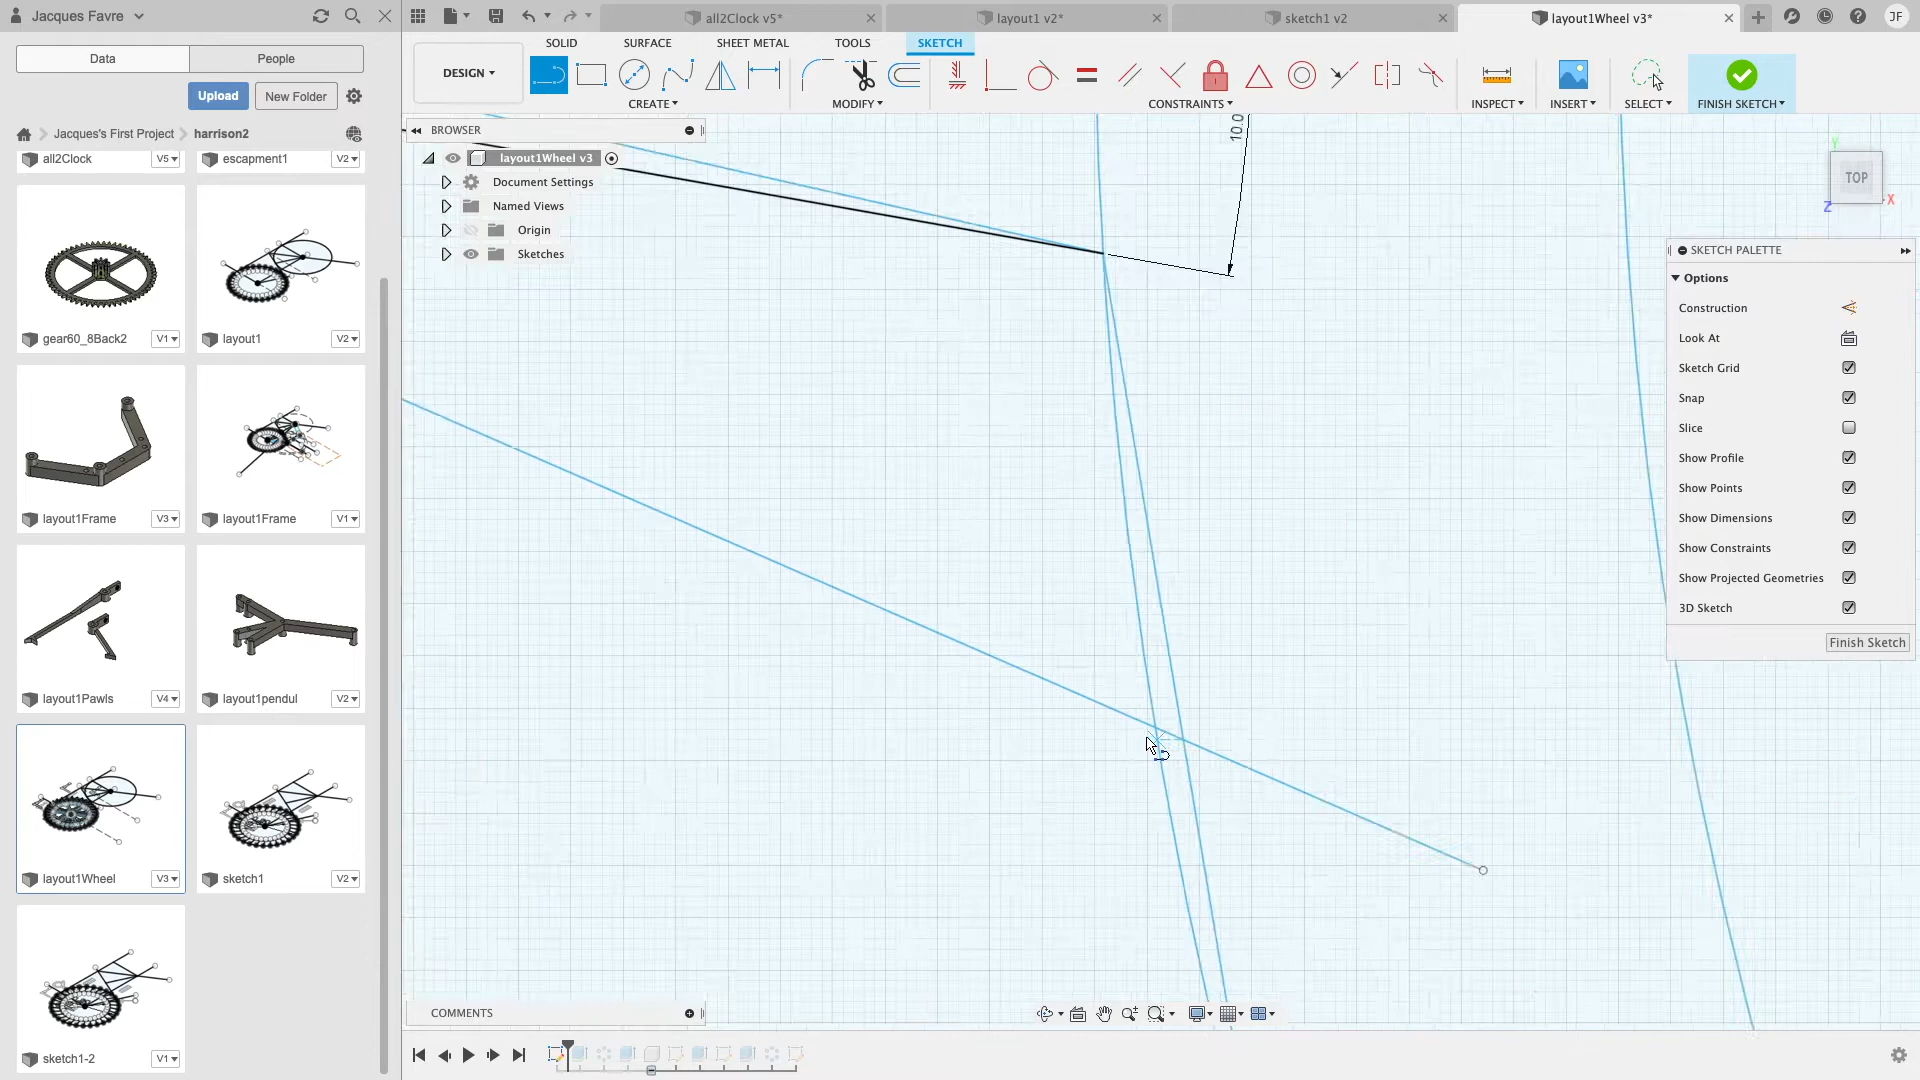 Jacques Favre
Data
People
Upload
New Folder
Jacques's First Project
harrison2
all2Clock
V5
escapment1
V2
gear60_8Back2
V1
layout1
V2
layout1Frame
V3
layout1Frame
V1
layout1Pawls
V4
layout1pendul
V2
layout1Wheel
V3
sketch1
V2
sketch1-2
V1
all2Clock v5*
layout1 v2*
sketch1 v2
layout1Wheel v3*
JF
DESIGN
SOLID
SURFACE
SHEET METAL
TOOLS
SKETCH
CREATE
MODIFY
CONSTRAINTS
INSPECT
INSERT
SELECT
FINISH SKETCH
BROWSER
layout1Wheel v3
Document Settings
Named Views
Origin
Sketches
10.0
Y
TOP
X
Z
SKETCH PALETTE
Options
Construction
Look At
Sketch Grid
Snap
Slice
Show Profile
Show Points
Show Dimensions
Show Constraints
Show Projected Geometries
3D Sketch
Finish Sketch
COMMENTS